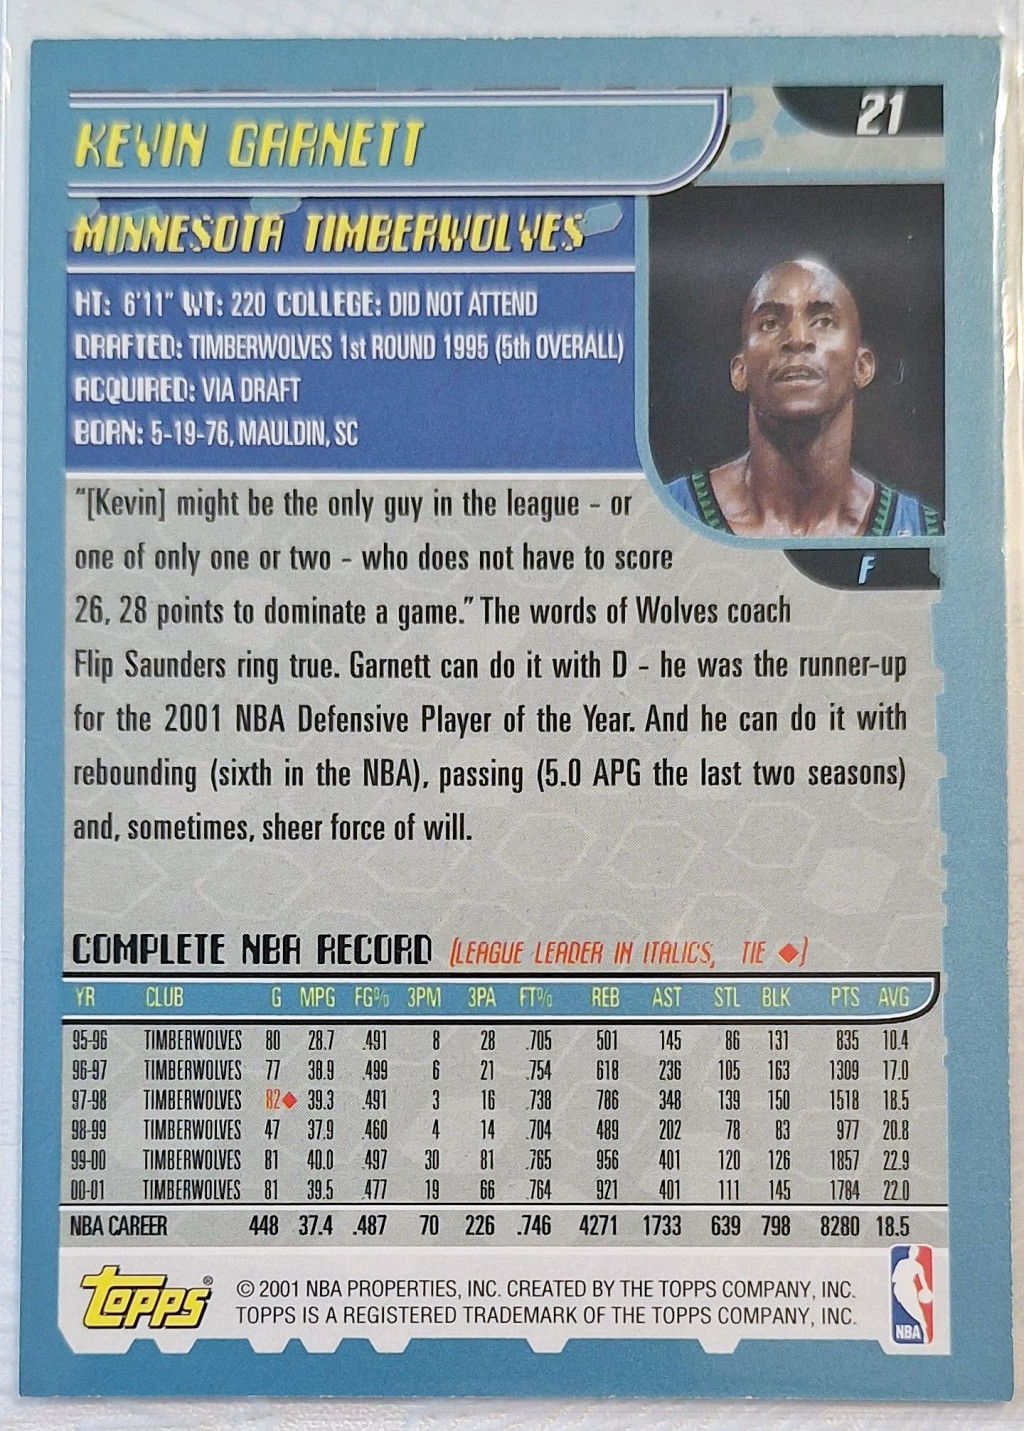 21
KEVIN GARNETT
MINNESOTA TIMBERWOLVES
HT: 6'11" WT: 220 COLLEGE: DID NOT ATTEND
DRAFTED: TIMBERWOLVES 1st ROUND 1995 (5th OVERALL)
ACQUIRED: VIA DRAFT
BORN: 5-19-76, MAULDIN, SC
"[Kevin] might be the only guy in the league - or
one of only one or two - who does not have to score
F
26, 28 points to dominate a game." The words of Wolves coach
Flip Saunders ring true. Garnett can do it with D - he was the runner-up
for the 2001 NBA Defensive Player of the Year. And he can do it with
rebounding (sixth in the NBA), passing (5.0 APG the last two seasons)
and, sometimes, sheer force of will.
COMPLETE NBA RECORD (LEAGUE LEADER IN ITALICS, TIE ◆)
YR CLUB G MPG FG% 3PM 3PA FT% REB AST STL BLK PTS AVG
95-96 TIMBERWOLVES 80 28.7 .491 8 28 .705 501 145 86 131 835 10.4
96-97 TIMBERWOLVES 77 38.9 .499 6 21 .754 618 236 105 163 1309 17.0
97-98 TIMBERWOLVES 82◆ 39.3 .491 3 16 .738 786 348 139 150 1518 18.5
98-99 TIMBERWOLVES 47 37.9 .460 4 14 .704 489 202 78 83 977 20.8
99-00 TIMBERWOLVES 81 40.0 .497 30 81 .765 956 401 120 126 1857 22.9
00-01 TIMBERWOLVES 81 39.5 .477 19 66 .764 921 401 111 145 1784 22.0
NBA CAREER 448 37.4 .487 70 226 .746 4271 1733 639 798 8280 18.5
Topps® © 2001 NBA PROPERTIES, INC. CREATED BY THE TOPPS COMPANY, INC.
TOPPS IS A REGISTERED TRADEMARK OF THE TOPPS COMPANY, INC.
NBA